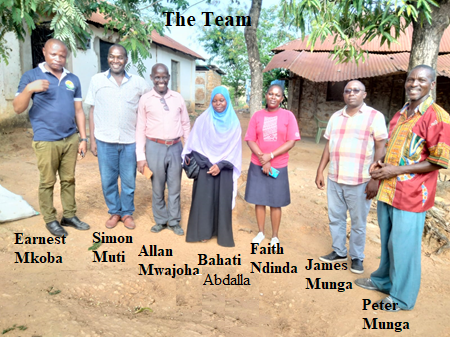 The Team
Earnest
Mkoba
Simon
Muti
Allan
Mwajoha
Bahati
Abdalla
Faith
Ndinda
James
Munga
Peter
Munga